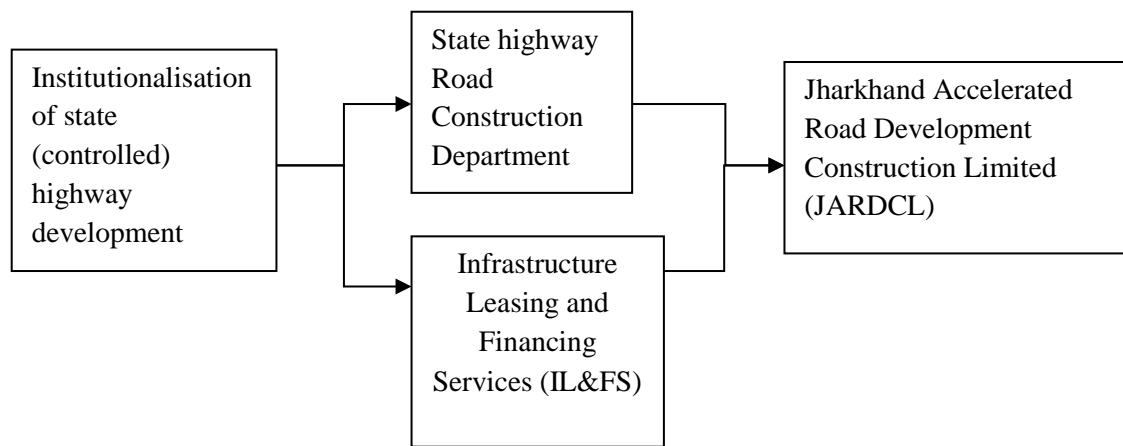 Institutionalisation
of state
(controlled)
highway
development
State highway
Road
Construction
Department
Infrastructure
Leasing and
Financing
Services (IL&FS)
Jharkhand Accelerated
Road Development
Construction Limited
(JARDCL)